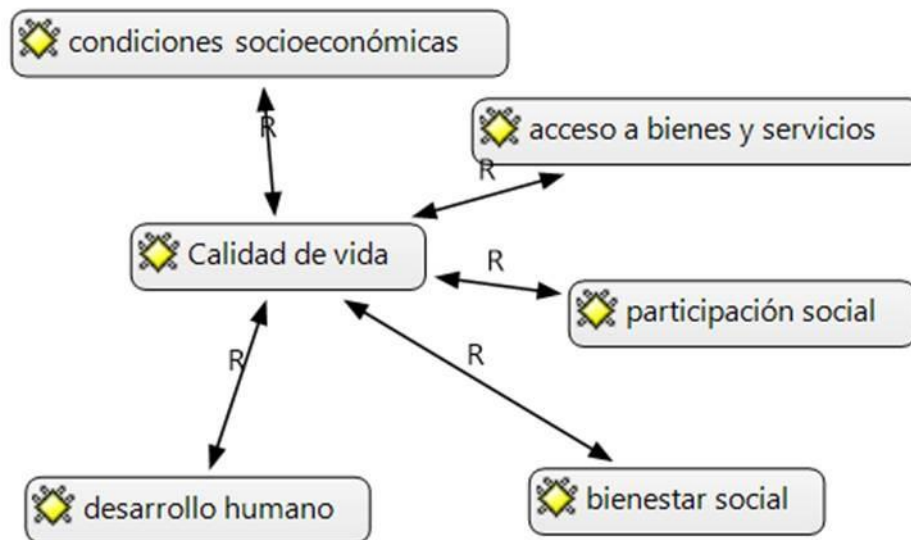 condiciones socioeconómicas
R
acceso a bienes y servicios
R
Calidad de vida
R
participación social
R
R
desarrollo humano
bienestar social